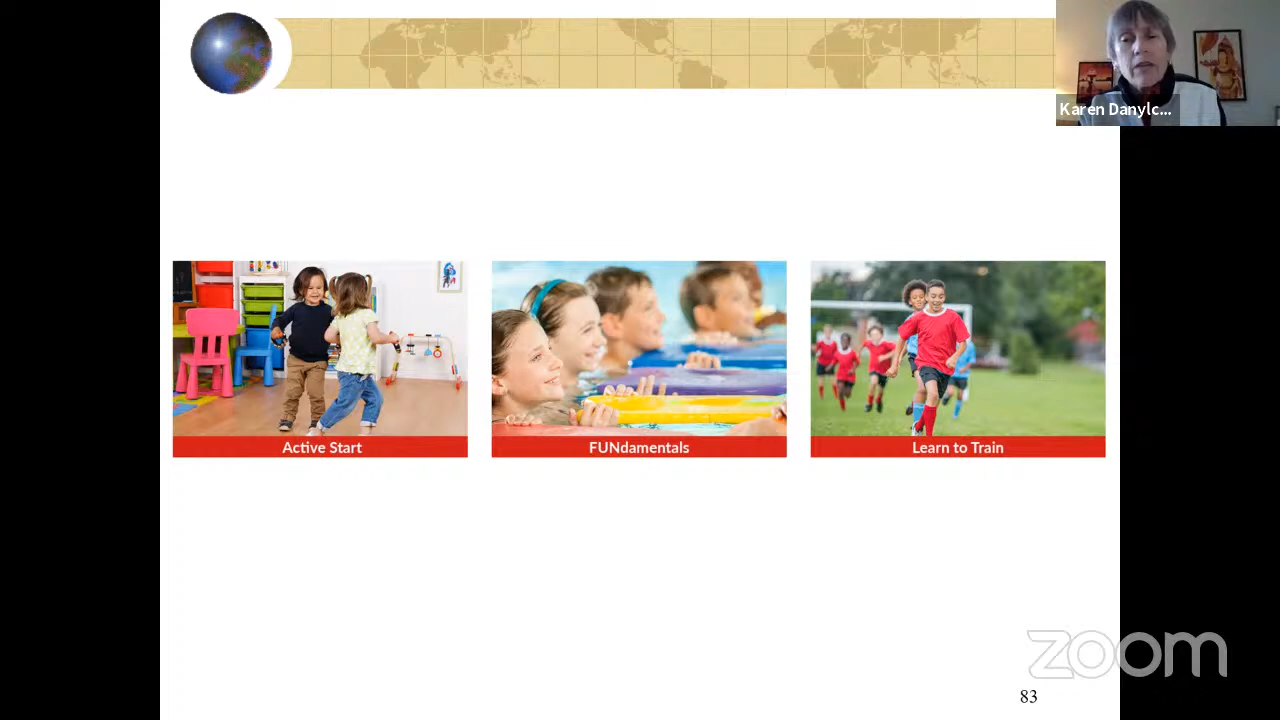 Karen Danylc...
Active Start
FUNdamentals
Learn to Train
zoom
83